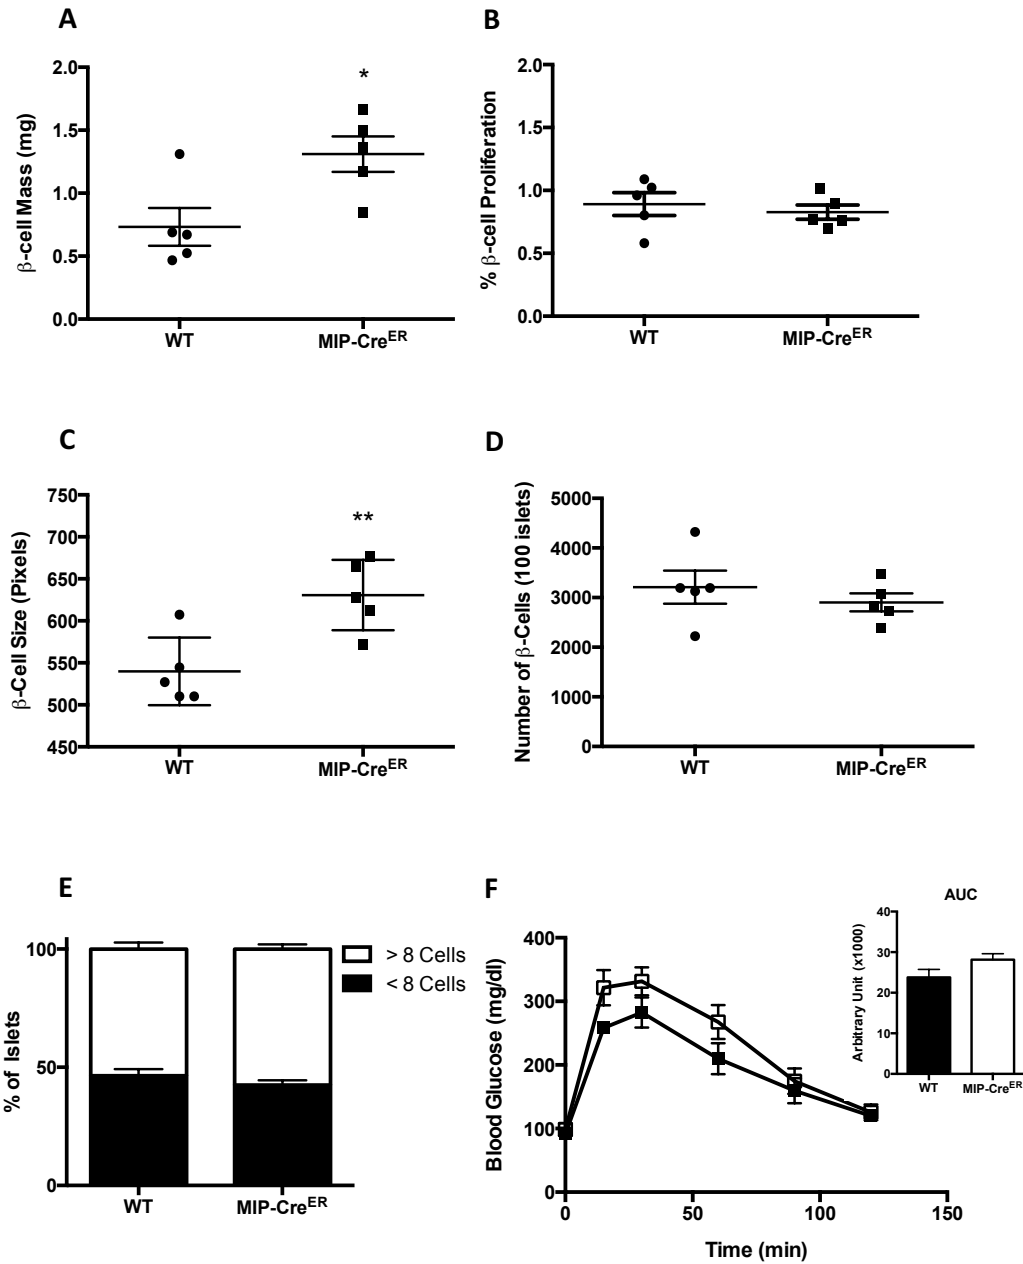 A
β-cell Mass (mg)
2.0
1.5
1.0
0.5
0.0
*
WT
MIP-CreER
B
% β-cell Proliferation
2.0
1.5
1.0
0.5
0.0
WT
MIP-CreER
C
β-Cell Size (Pixels)
750
700
650
600
550
500
450
**
WT
MIP-CreER
D
Number of β-Cells (100 islets)
5000
4000
3000
2000
1000
0
WT
MIP-CreER
E
% of Islets
100
50
0
WT
MIP-CreER
> 8 Cells
< 8 Cells
F
Blood Glucose (mg/dl)
400
300
200
100
0
0
50
100
150
Time (min)
AUC
Arbitrary Unit (x1000)
40
30
20
10
0
WT
MIP-CreER